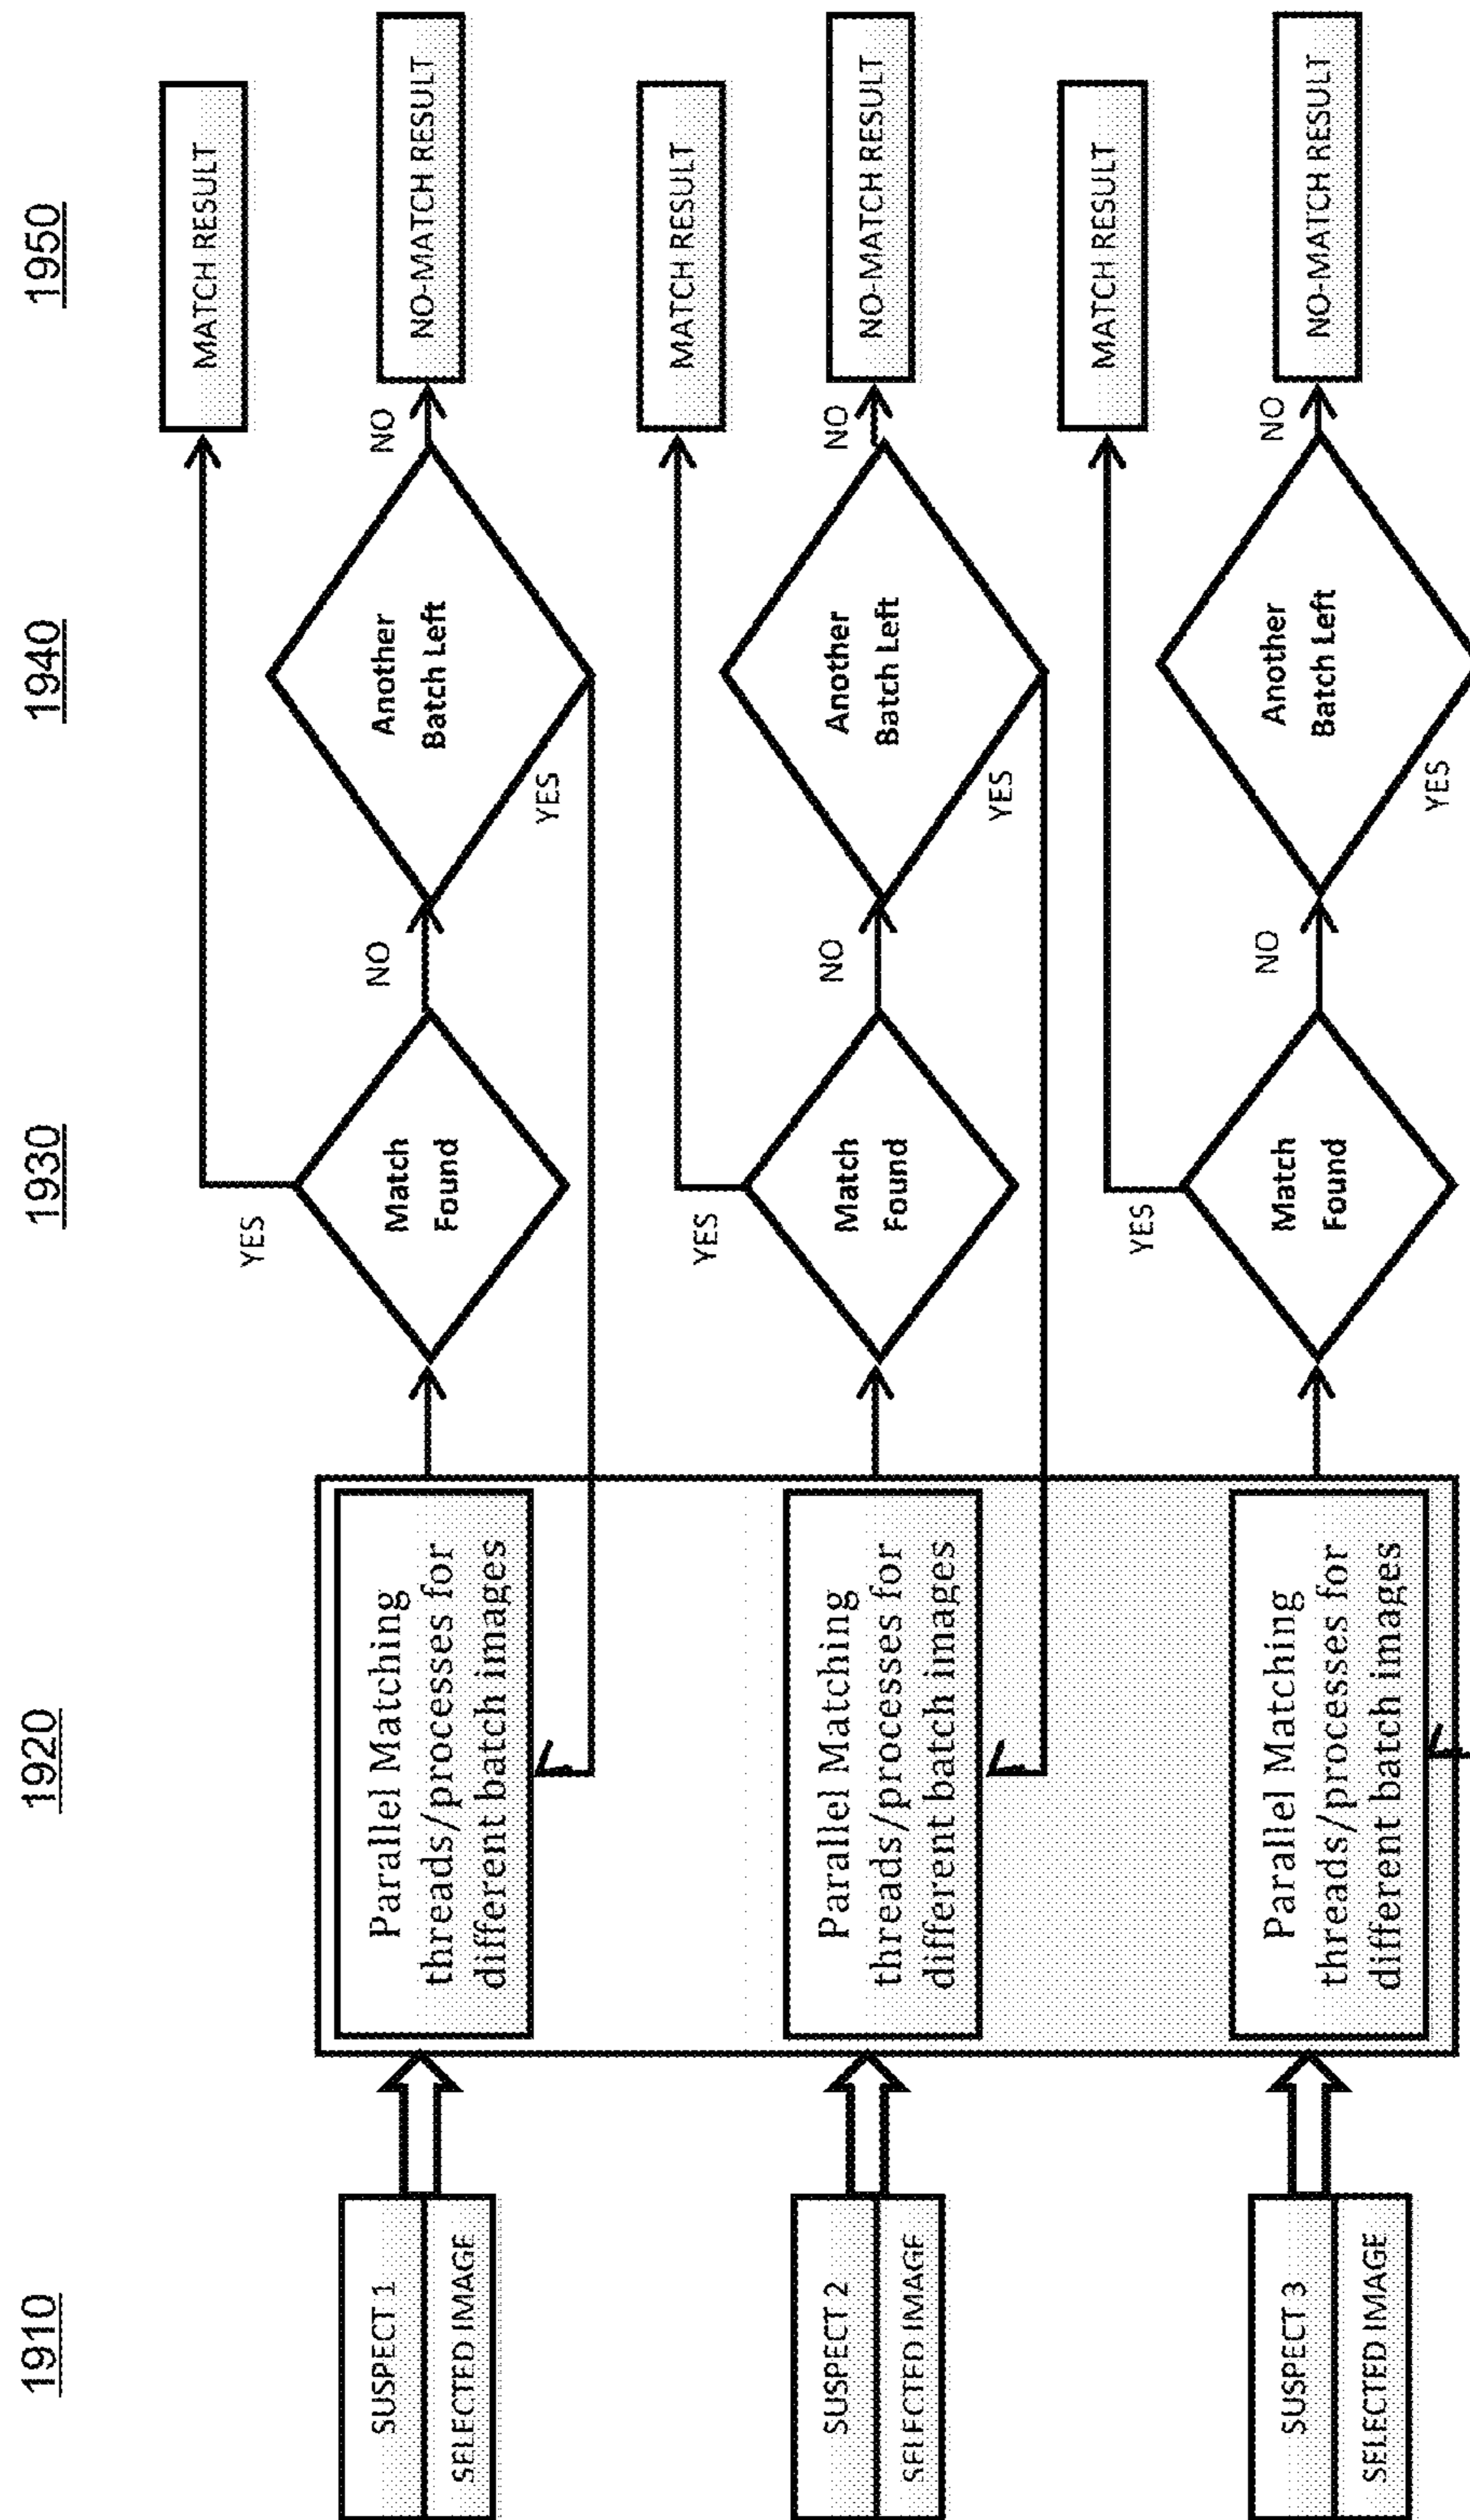 1910
1920
1930
1940
1950
SUSPECT 1
SELECTED IMAGE
Parallel Matching
threads/processes for
different batch images
YES
Match
Found
NO
Another
Batch Left
YES
NO
MATCH RESULT
NO-MATCH RESULT
SUSPECT 2
SELECTED IMAGE
Parallel Matching
threads/processes for
different batch images
YES
Match
Found
NO
Another
Batch Left
YES
NO
MATCH RESULT
NO-MATCH RESULT
SUSPECT 3
SELECTED IMAGE
Parallel Matching
threads/processes for
different batch images
YES
Match
Found
NO
Another
Batch Left
YES
NO
MATCH RESULT
NO-MATCH RESULT